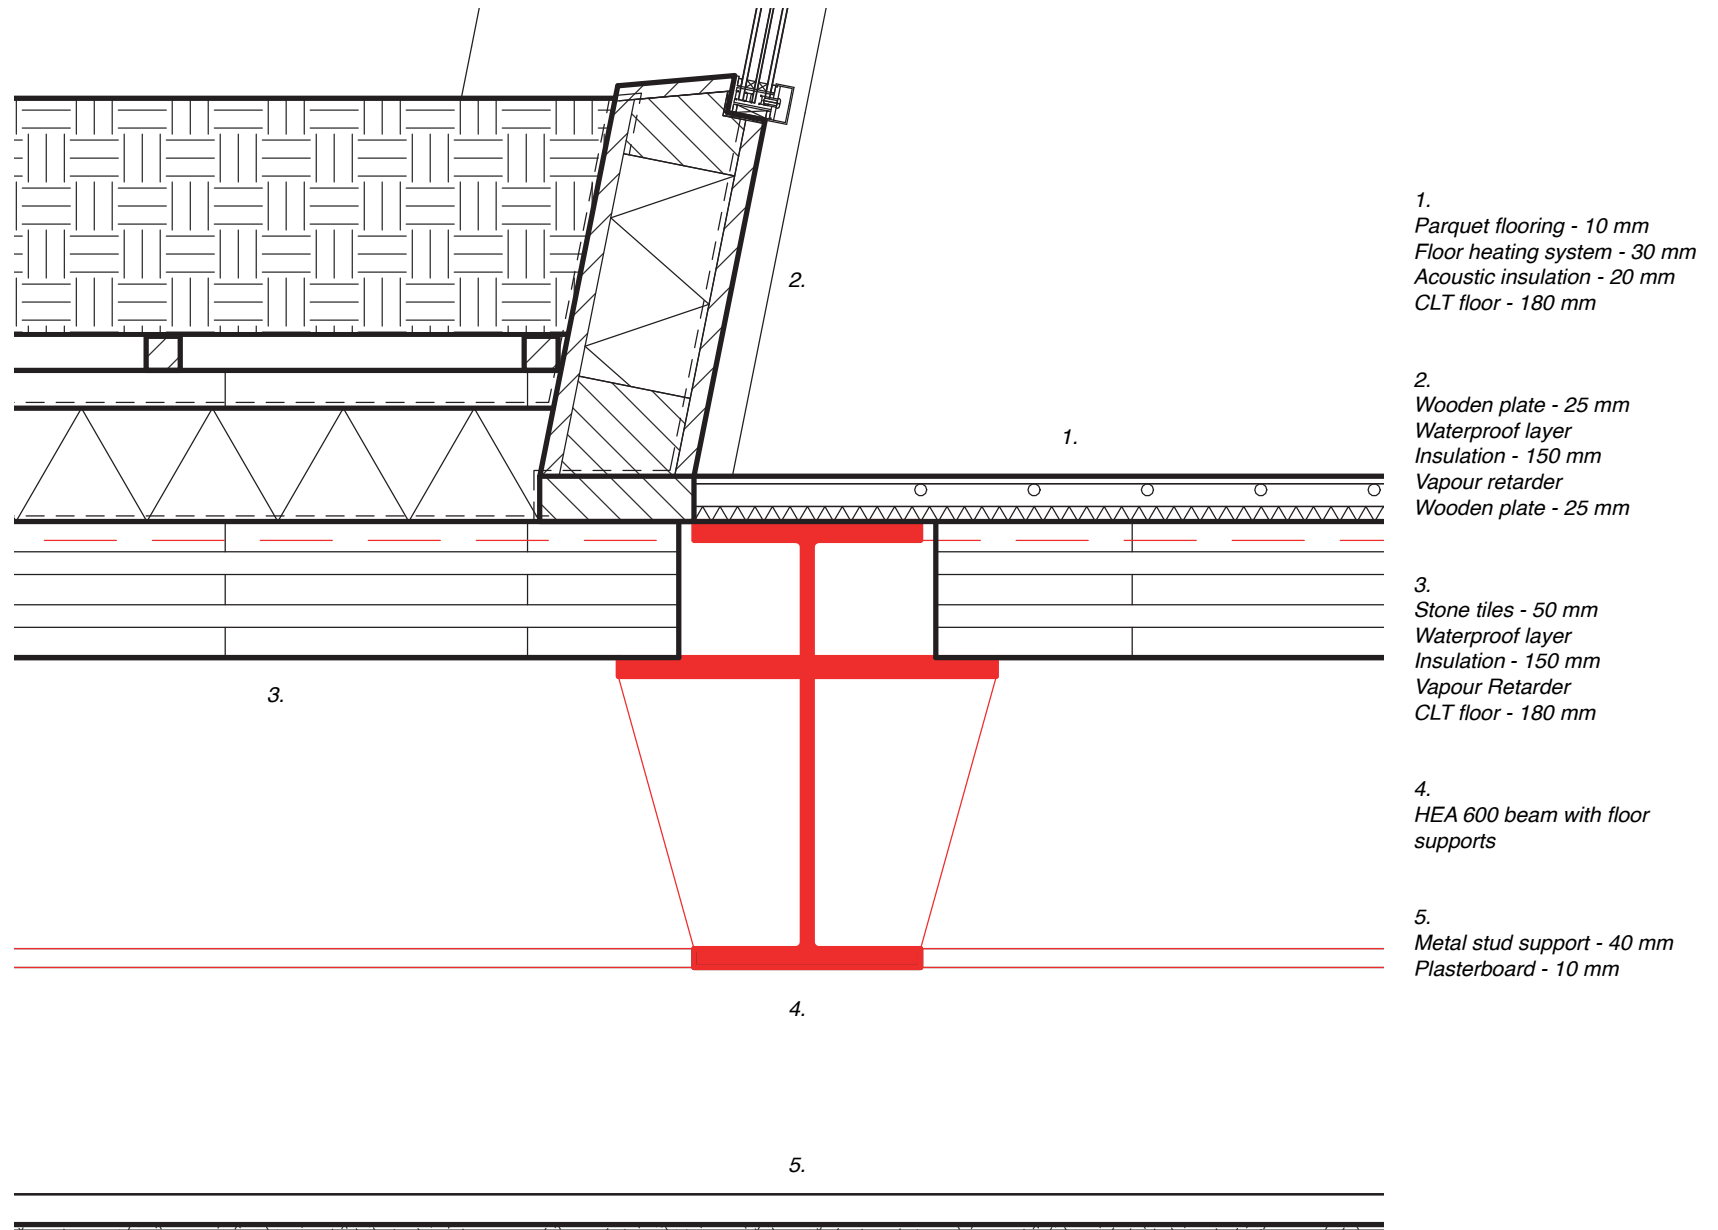 2.
1.
3.
4.
5.
1.
Parquet flooring - 10 mm
Floor heating system - 30 mm
Acoustic insulation - 20 mm
CLT floor - 180 mm
2.
Wooden plate - 25 mm
Waterproof layer
Insulation - 150 mm
Vapour retarder
Wooden plate - 25 mm
3.
Stone tiles - 50 mm
Waterproof layer
Insulation - 150 mm
Vapour Retarder
CLT floor - 180 mm
4.
HEA 600 beam with floor
supports
5.
Metal stud support - 40 mm
Plasterboard - 10 mm